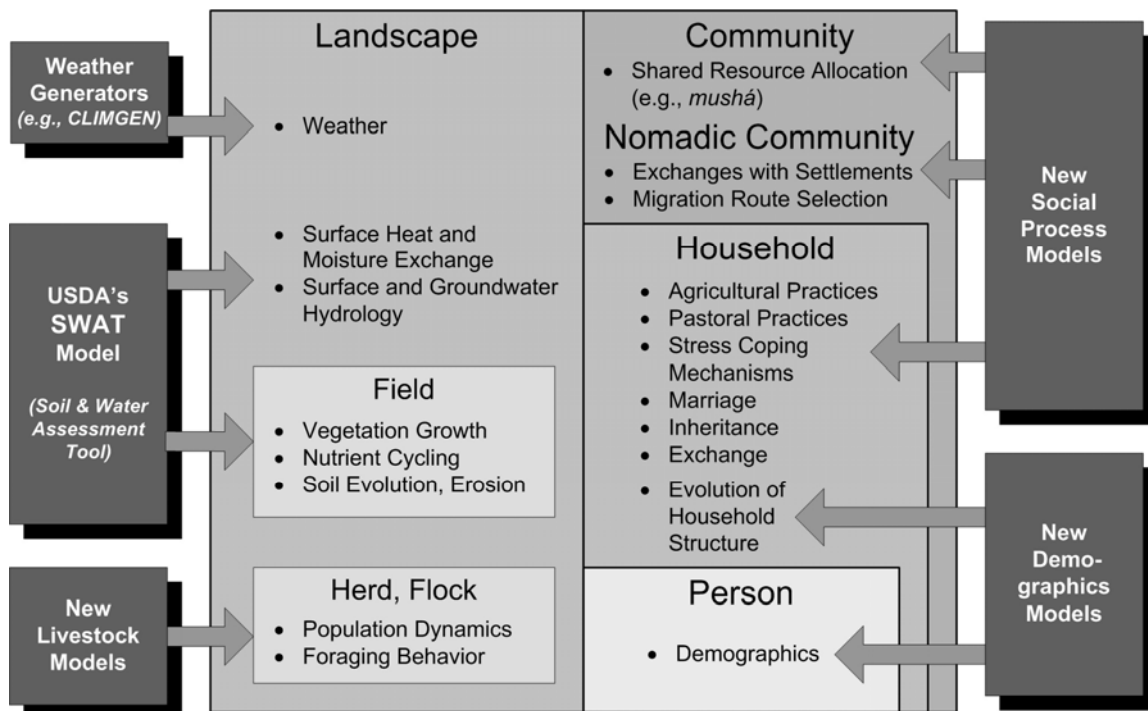 Weather
Generators
(e.g., CLIMGEN)
USDA's
SWAT
Model
(Soil & Water
Assessment
Tool)
New
Livestock
Models
Landscape
• Weather
• Surface Heat and
Moisture Exchange
• Surface and Groundwater
Hydrology
Field
• Vegetation Growth
• Nutrient Cycling
• Soil Evolution, Erosion
Herd, Flock
• Population Dynamics
• Foraging Behavior
Community
• Shared Resource Allocation
(e.g., mushá)
Nomadic Community
• Exchanges with Settlements
• Migration Route Selection
Household
• Agricultural Practices
• Pastoral Practices
• Stress Coping
Mechanisms
• Marriage
• Inheritance
• Exchange
• Evolution of
Household
Structure
Person
• Demographics
New
Social
Process
Models
New
Demo-
graphics
Models